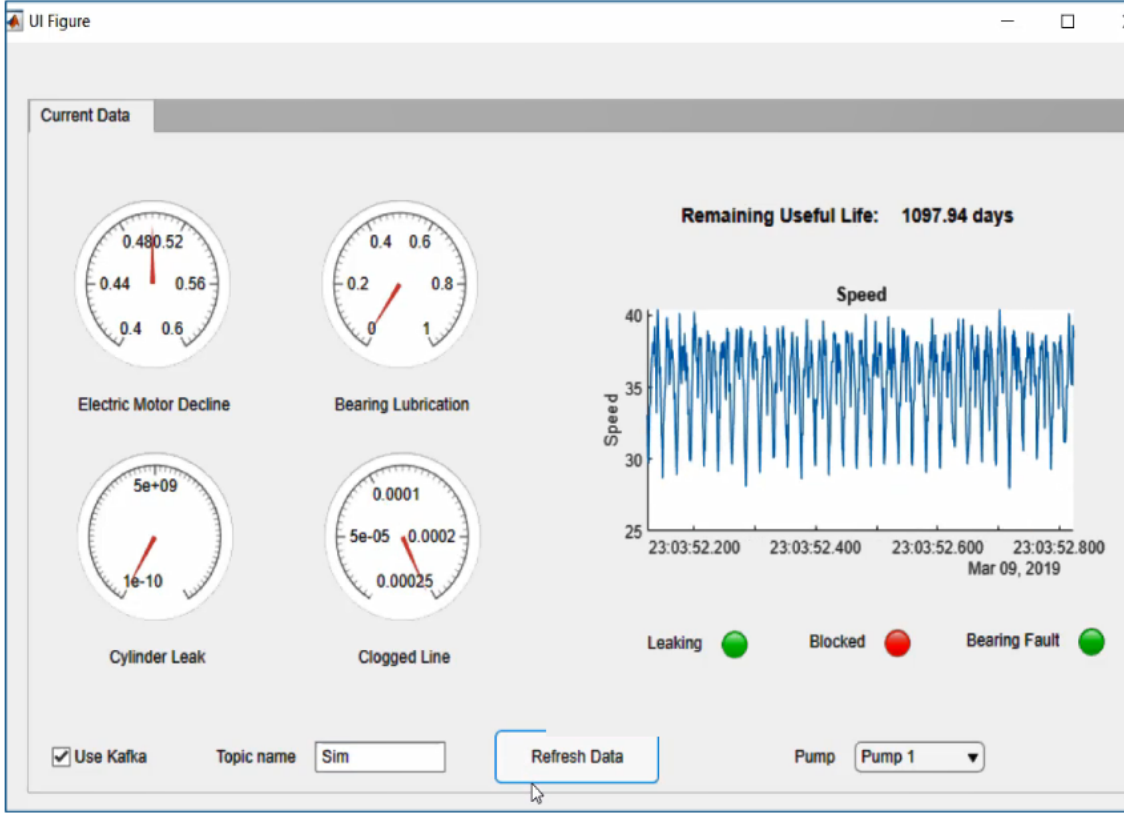 UI Figure
Current Data
0.4 0.44 0.48 0.52 0.56 0.6
Electric Motor Decline
0 0.2 0.4 0.6 0.8 1
Bearing Lubrication
Remaining Useful Life: 1097.94 days
Speed
Speed
40
35
30
25
23:03:52.200 23:03:52.400 23:03:52.600 23:03:52.800
Mar 09, 2019
1e-10 5e+09
Cylinder Leak
5e-05 0.0001 0.0002 0.00025
Clogged Line
Leaking Blocked Bearing Fault
Use Kafka Topic name Sim Refresh Data Pump Pump 1